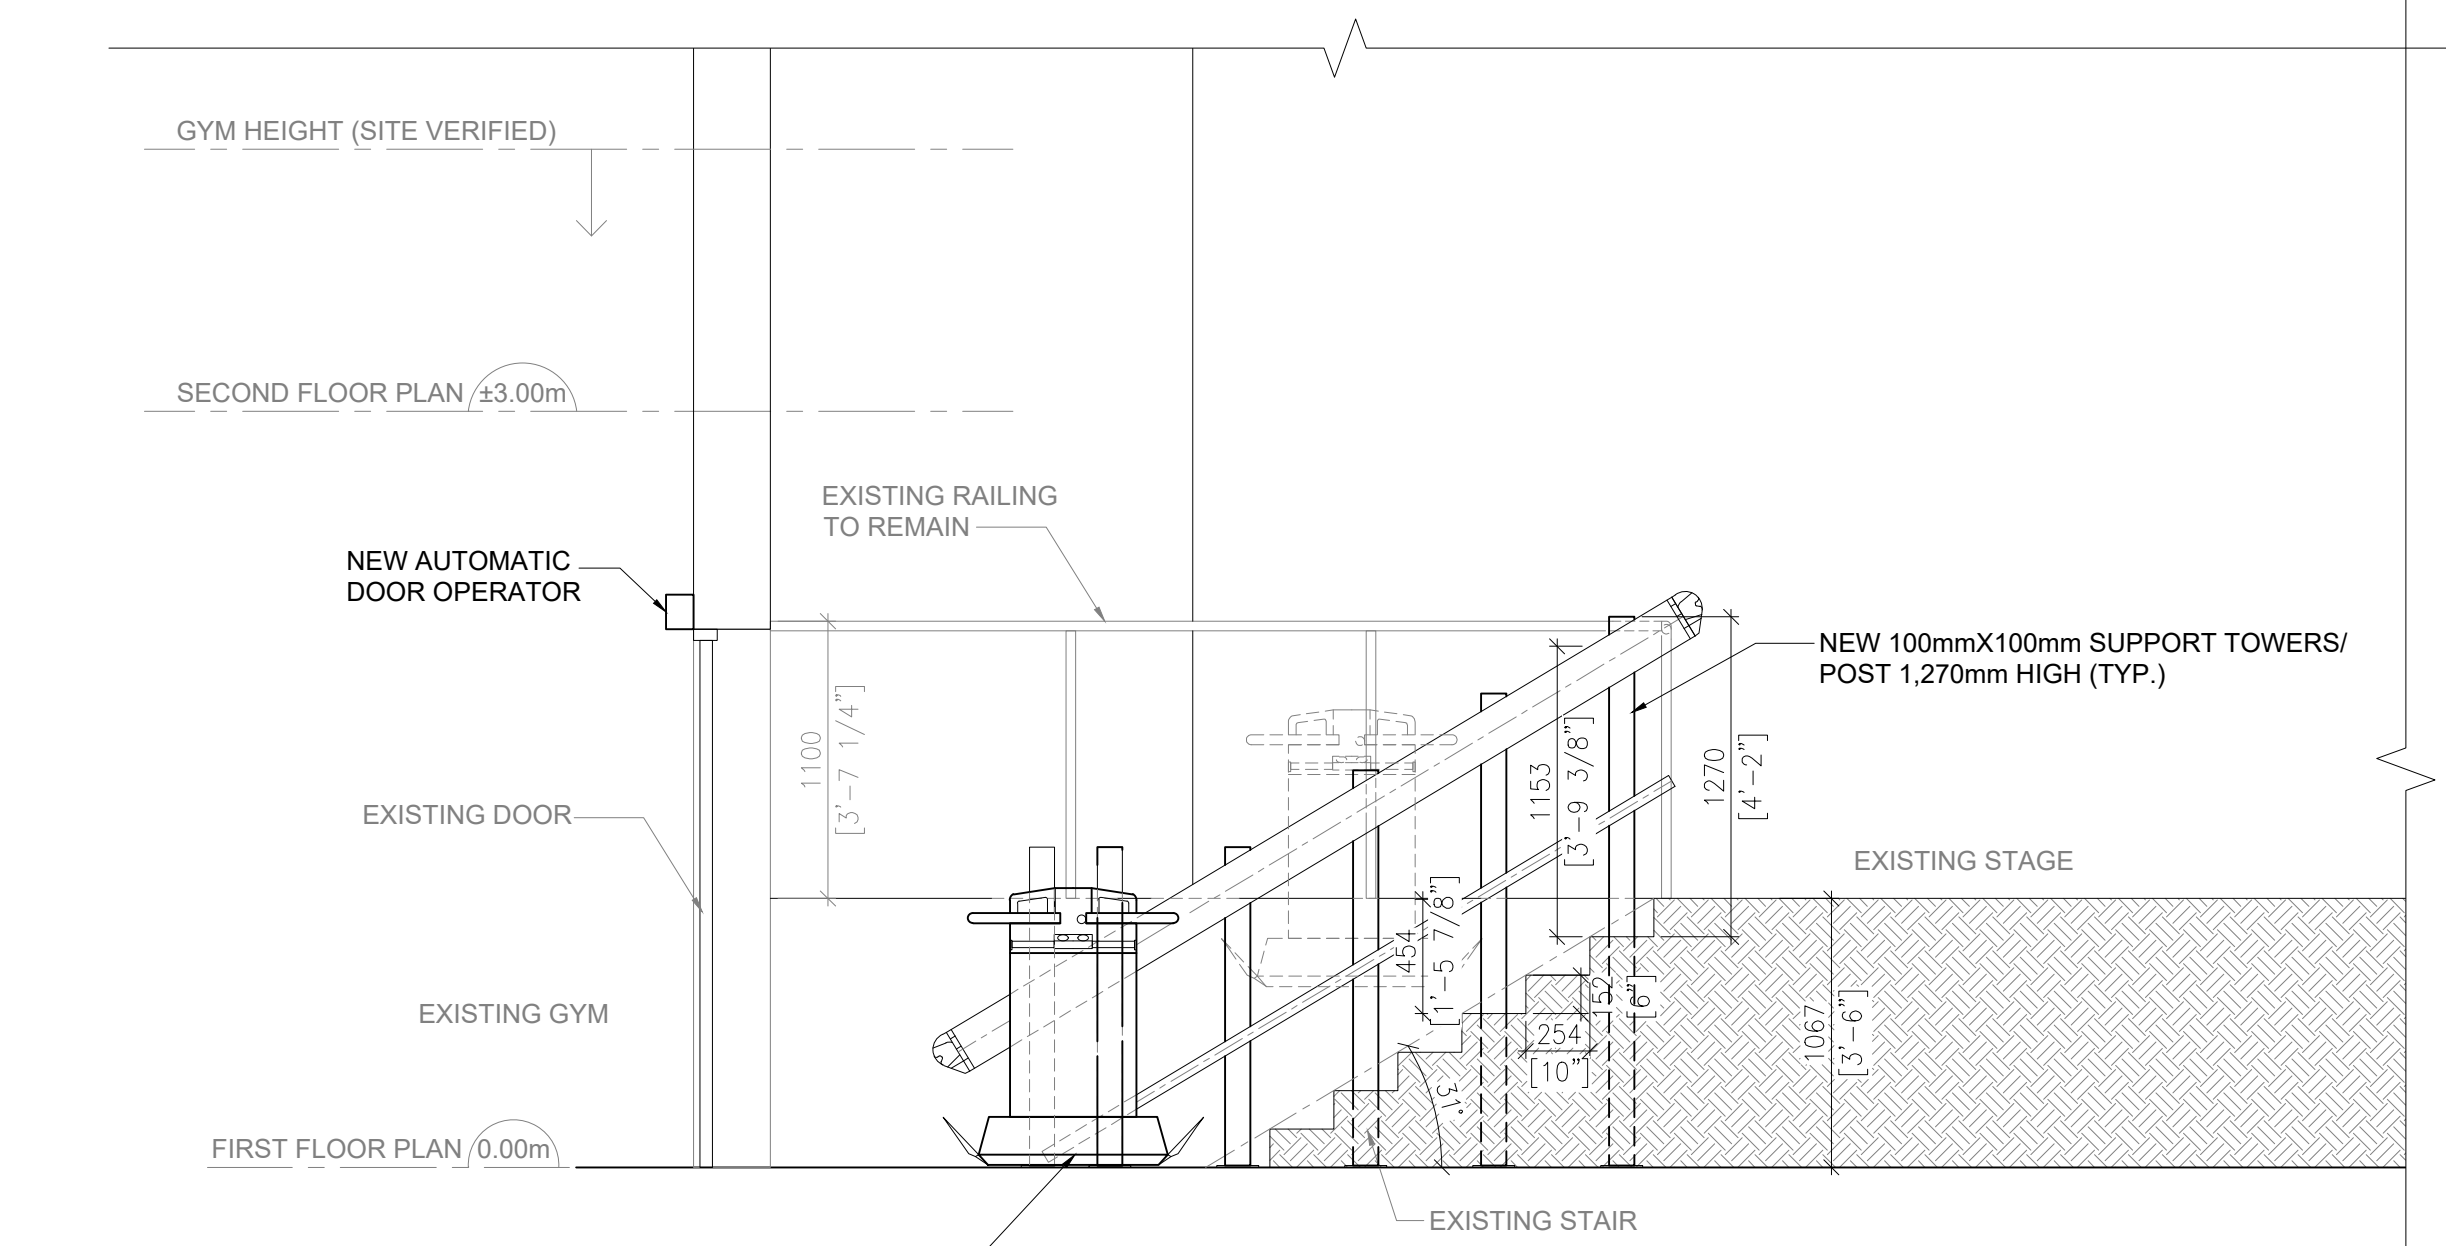 GYM HEIGHT (SITE VERIFIED)
SECOND FLOOR PLAN ±3.00m
EXISTING RAILING
TO REMAIN
NEW AUTOMATIC
DOOR OPERATOR
NEW 100mmX100mm SUPPORT TOWERS/
POST 1,270mm HIGH (TYP.)
1100
[3'-7 1/4"]
1153
[3'-9 3/8"]
1270
[4'-2"]
EXISTING DOOR
EXISTING STAGE
454
[1'-5 7/8"]
152
[6"]
254
[10"]
1067
[3'-6"]
31°
EXISTING GYM
FIRST FLOOR PLAN 0.00m
EXISTING STAIR